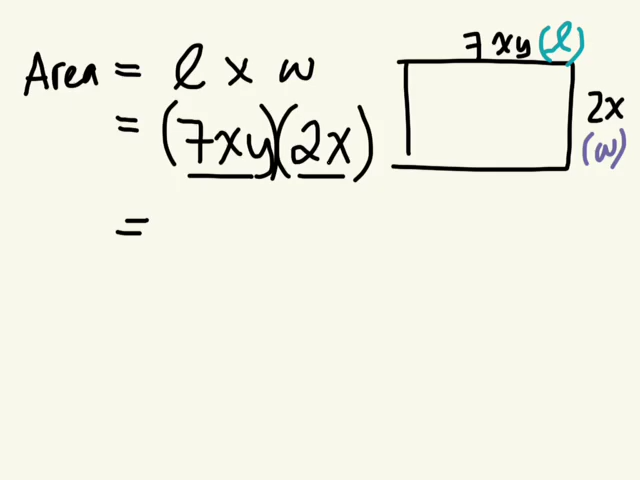 7xy (l)
Area = l x w
= (7xy)(2x)
2x
(w)
=